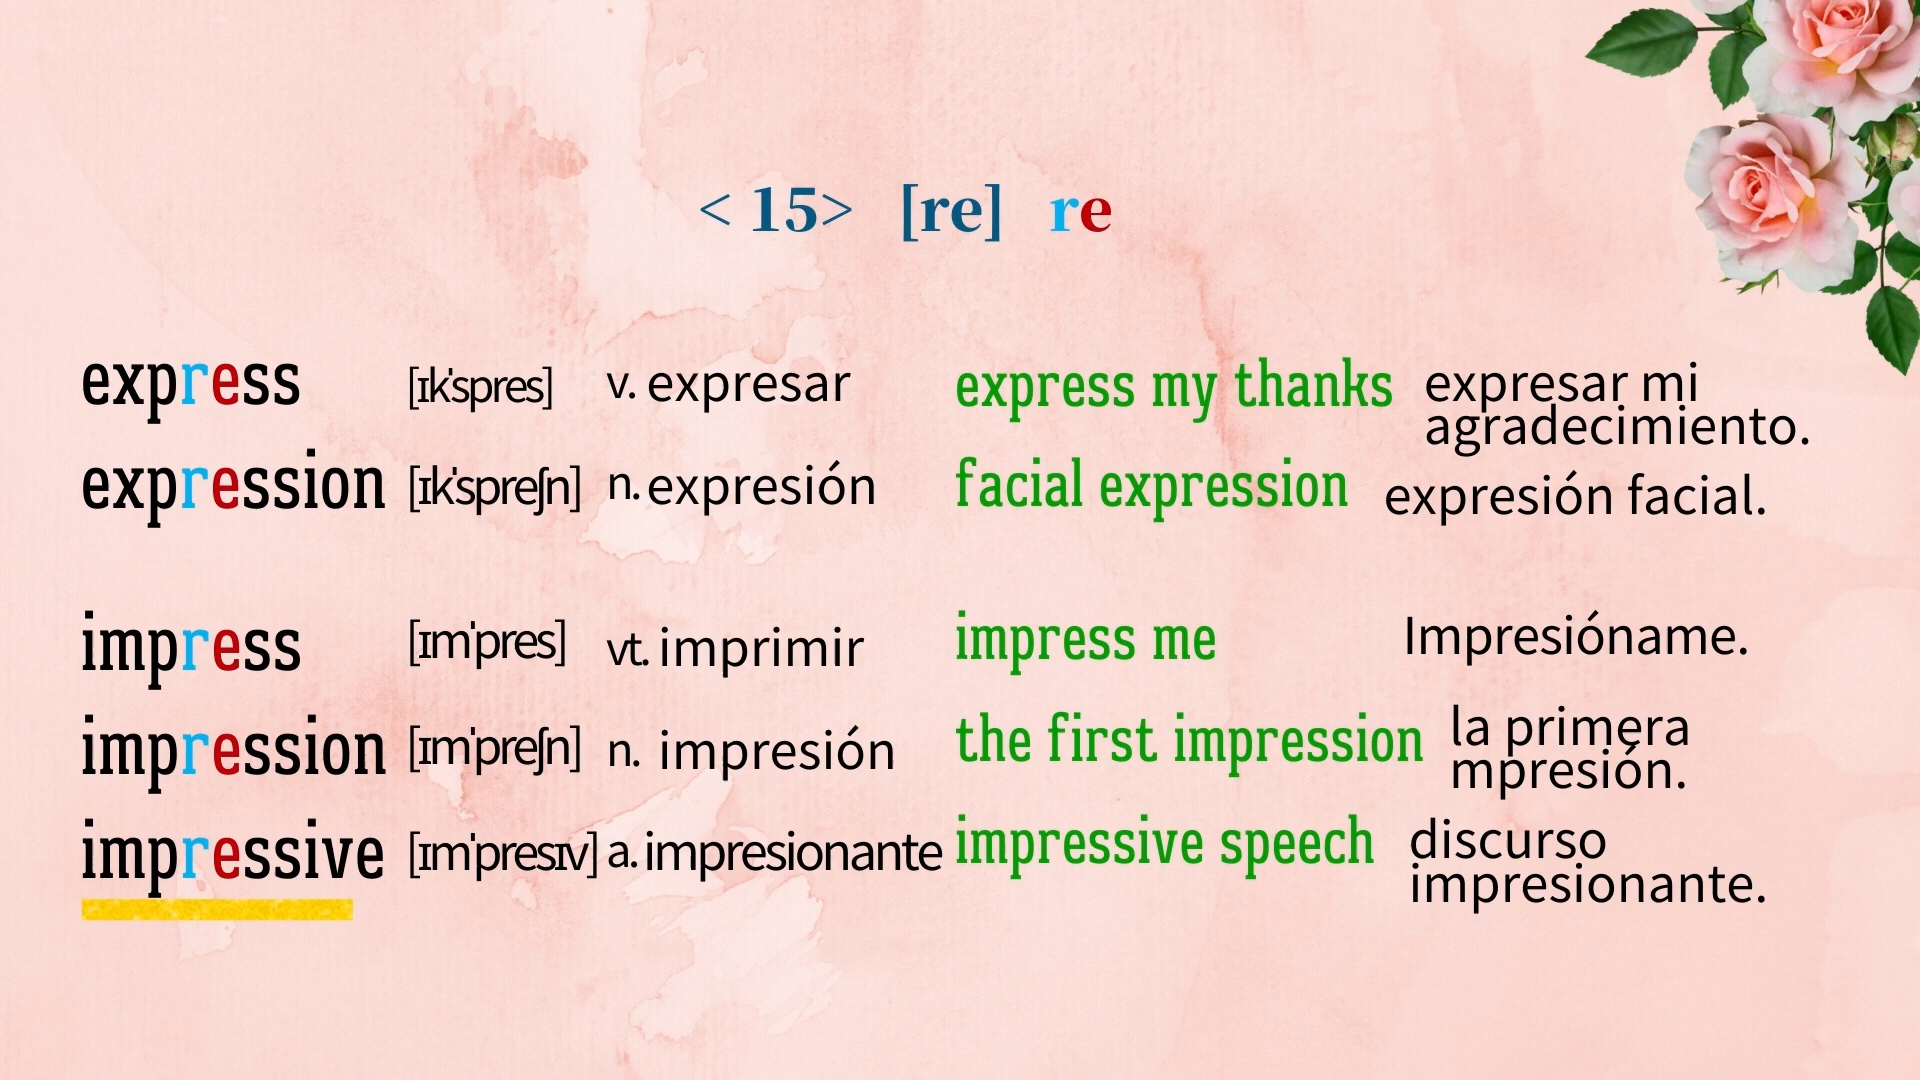 < 15> [re] re
express [ɪk'spres] v. expresar express my thanks expresar mi
agradecimiento.
expression [ɪk'spreʃn] n. expresión facial expression expresión facial.
impress [ɪm'pres] vt. imprimir impress me Impresióname.
impression [ɪm'preʃn] n. impresión the first impression la primera
mpresión.
impressive [ɪm'presɪv] a. impresionante impressive speech discurso
impresionante.